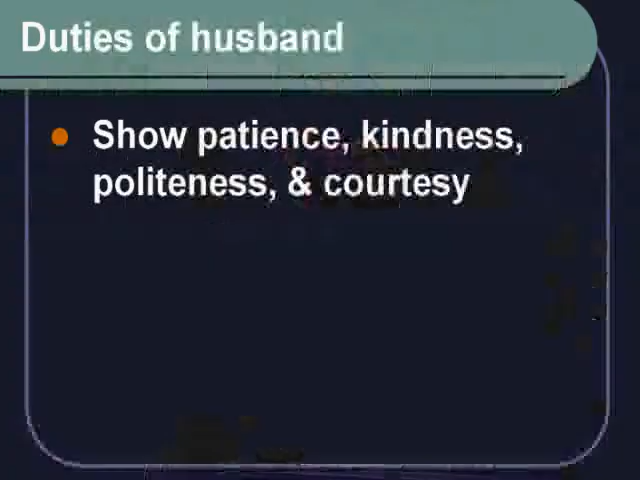 Duties of husband
Show patience, kindness,
politeness, & courtesy